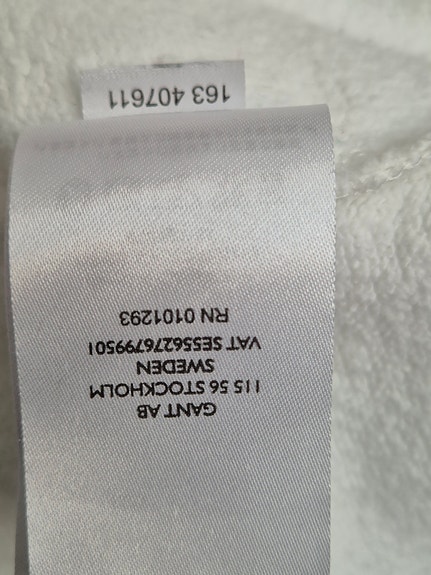 GANT AB
115 56 STOCKHOLM
SWEDEN
VAT SE556276799501
RN 0101293
163 407611